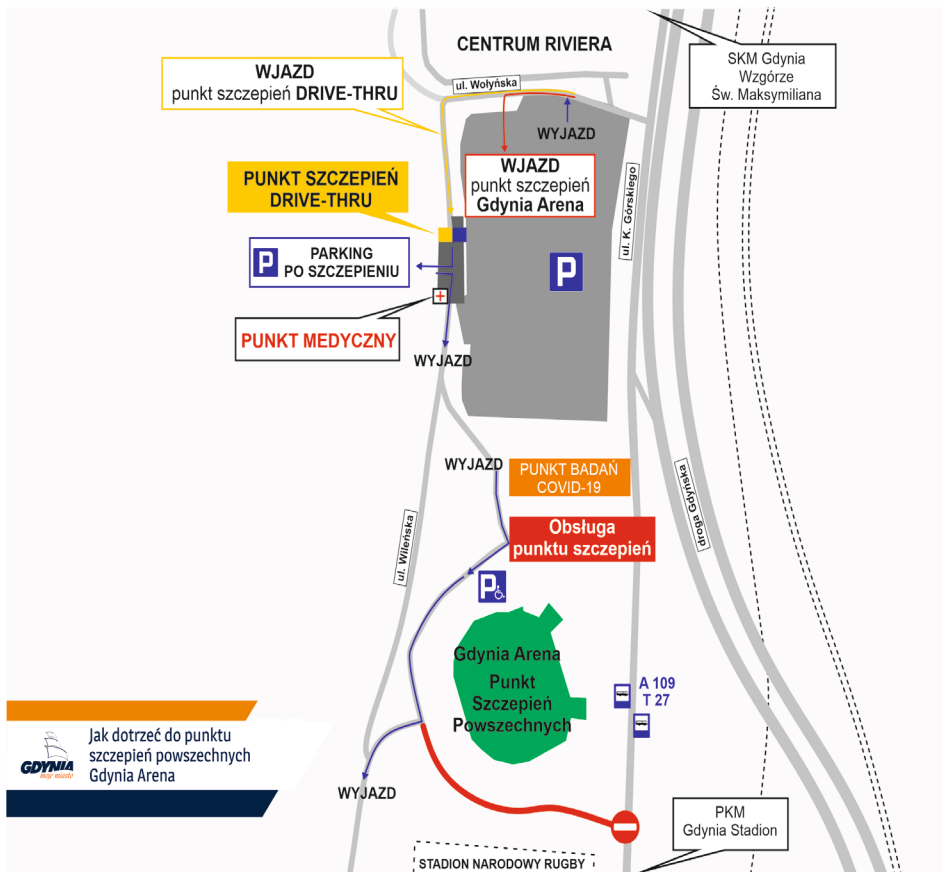 CENTRUM RIVIERA
SKM Gdynia
Wzgórze
Św. Maksymiliana
WJAZD
punkt szczepień DRIVE-THRU
ul. Wołyńska
WYJAZD
WJAZD
punkt szczepień
Gdynia Arena
PUNKT SZCZEPIEŃ
DRIVE-THRU
ul. K. Górskiego
P
PARKING
PO SZCZEPIENIU
P
PUNKT MEDYCZNY
WYJAZD
WYJAZD
PUNKT BADAŃ
COVID-19
droga Gdyńska
ul. Wileńska
Obsługa
punktu szczepień
P
Gdynia Arena
Punkt
Szczepień
Powszechnych
A 109
T 27
Jak dotrzeć do punktu
szczepień powszechnych
Gdynia Arena
GDYNIA
moje miasto
WYJAZD
PKM
Gdynia Stadion
STADION NARODOWY RUGBY